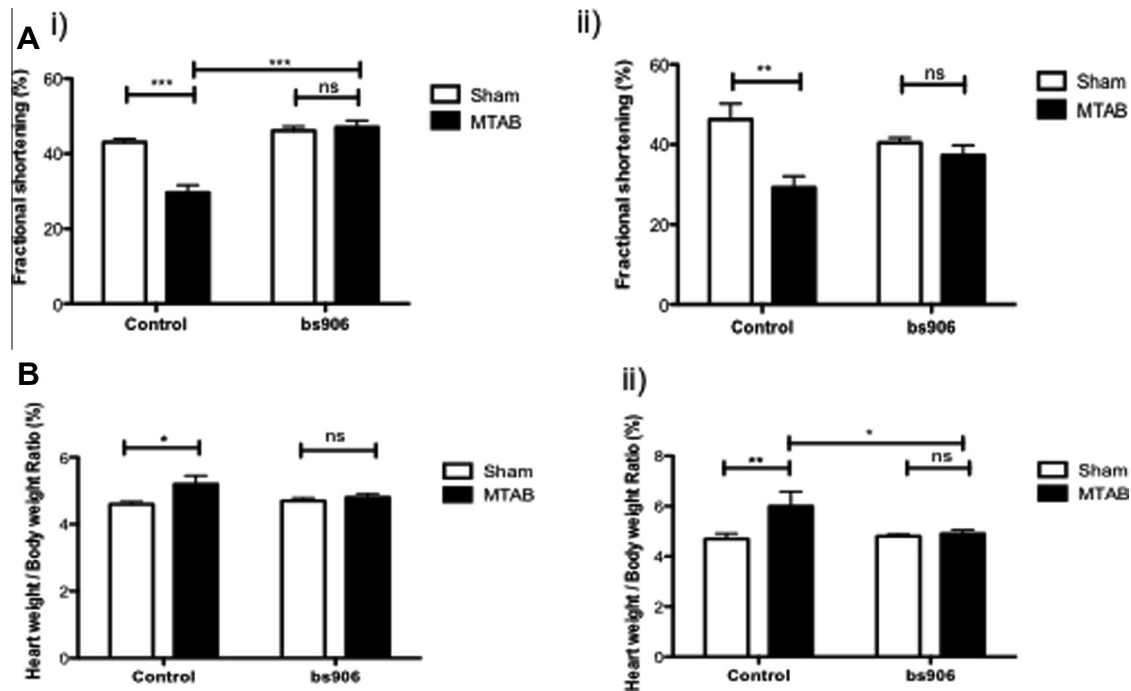 A
i)
Fractional shortening (%)
60
40
20
0
***
***
ns
Control
bs906
Sham
MTAB
ii)
Fractional shortening (%)
60
40
20
0
**
ns
Control
bs906
Sham
MTAB
B
Heart weight / Body weight Ratio (%)
6
4
2
0
*
ns
Control
bs906
Sham
MTAB
ii)
Heart weight / Body weight Ratio (%)
8
6
4
2
0
**
*
ns
Control
bs906
Sham
MTAB